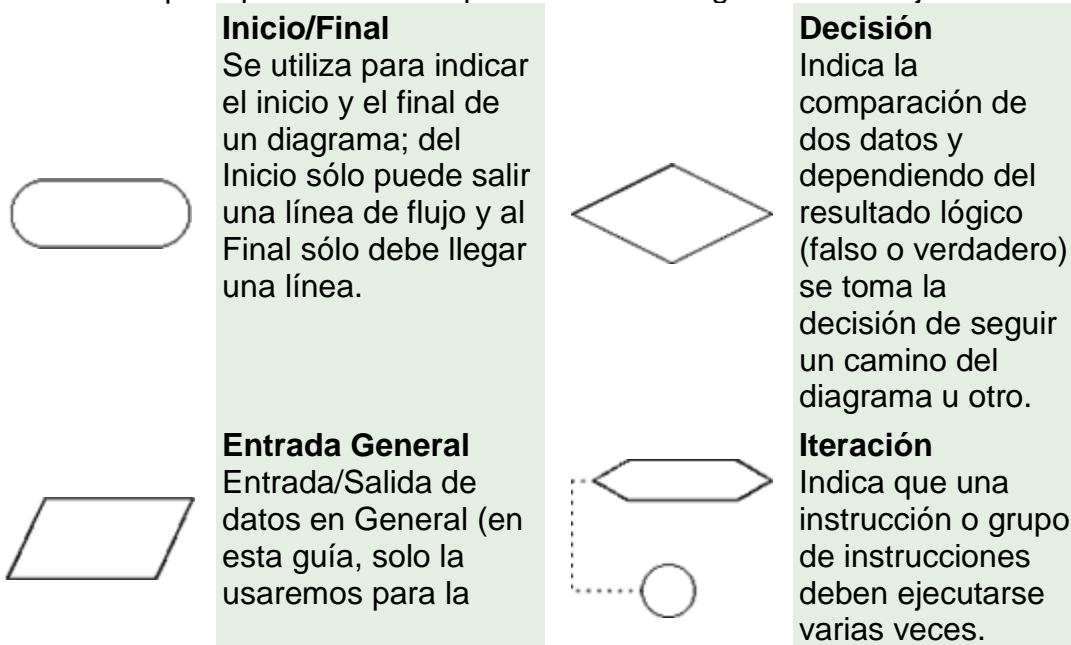 Inicio/Final
Se utiliza para indicar
el inicio y el final de
un diagrama; del
Inicio sólo puede salir
una línea de flujo y al
Final sólo debe llegar
una línea.
Decisión
Indica la
comparación de
dos datos y
dependiendo del
resultado lógico
(falso o verdadero)
se toma la
decisión de seguir
un camino del
diagrama u otro.
Entrada General
Entrada/Salida de
datos en General (en
esta guía, solo la
usaremos para la
Iteración
Indica que una
instrucción o grupo
de instrucciones
deben ejecutarse
varias veces.